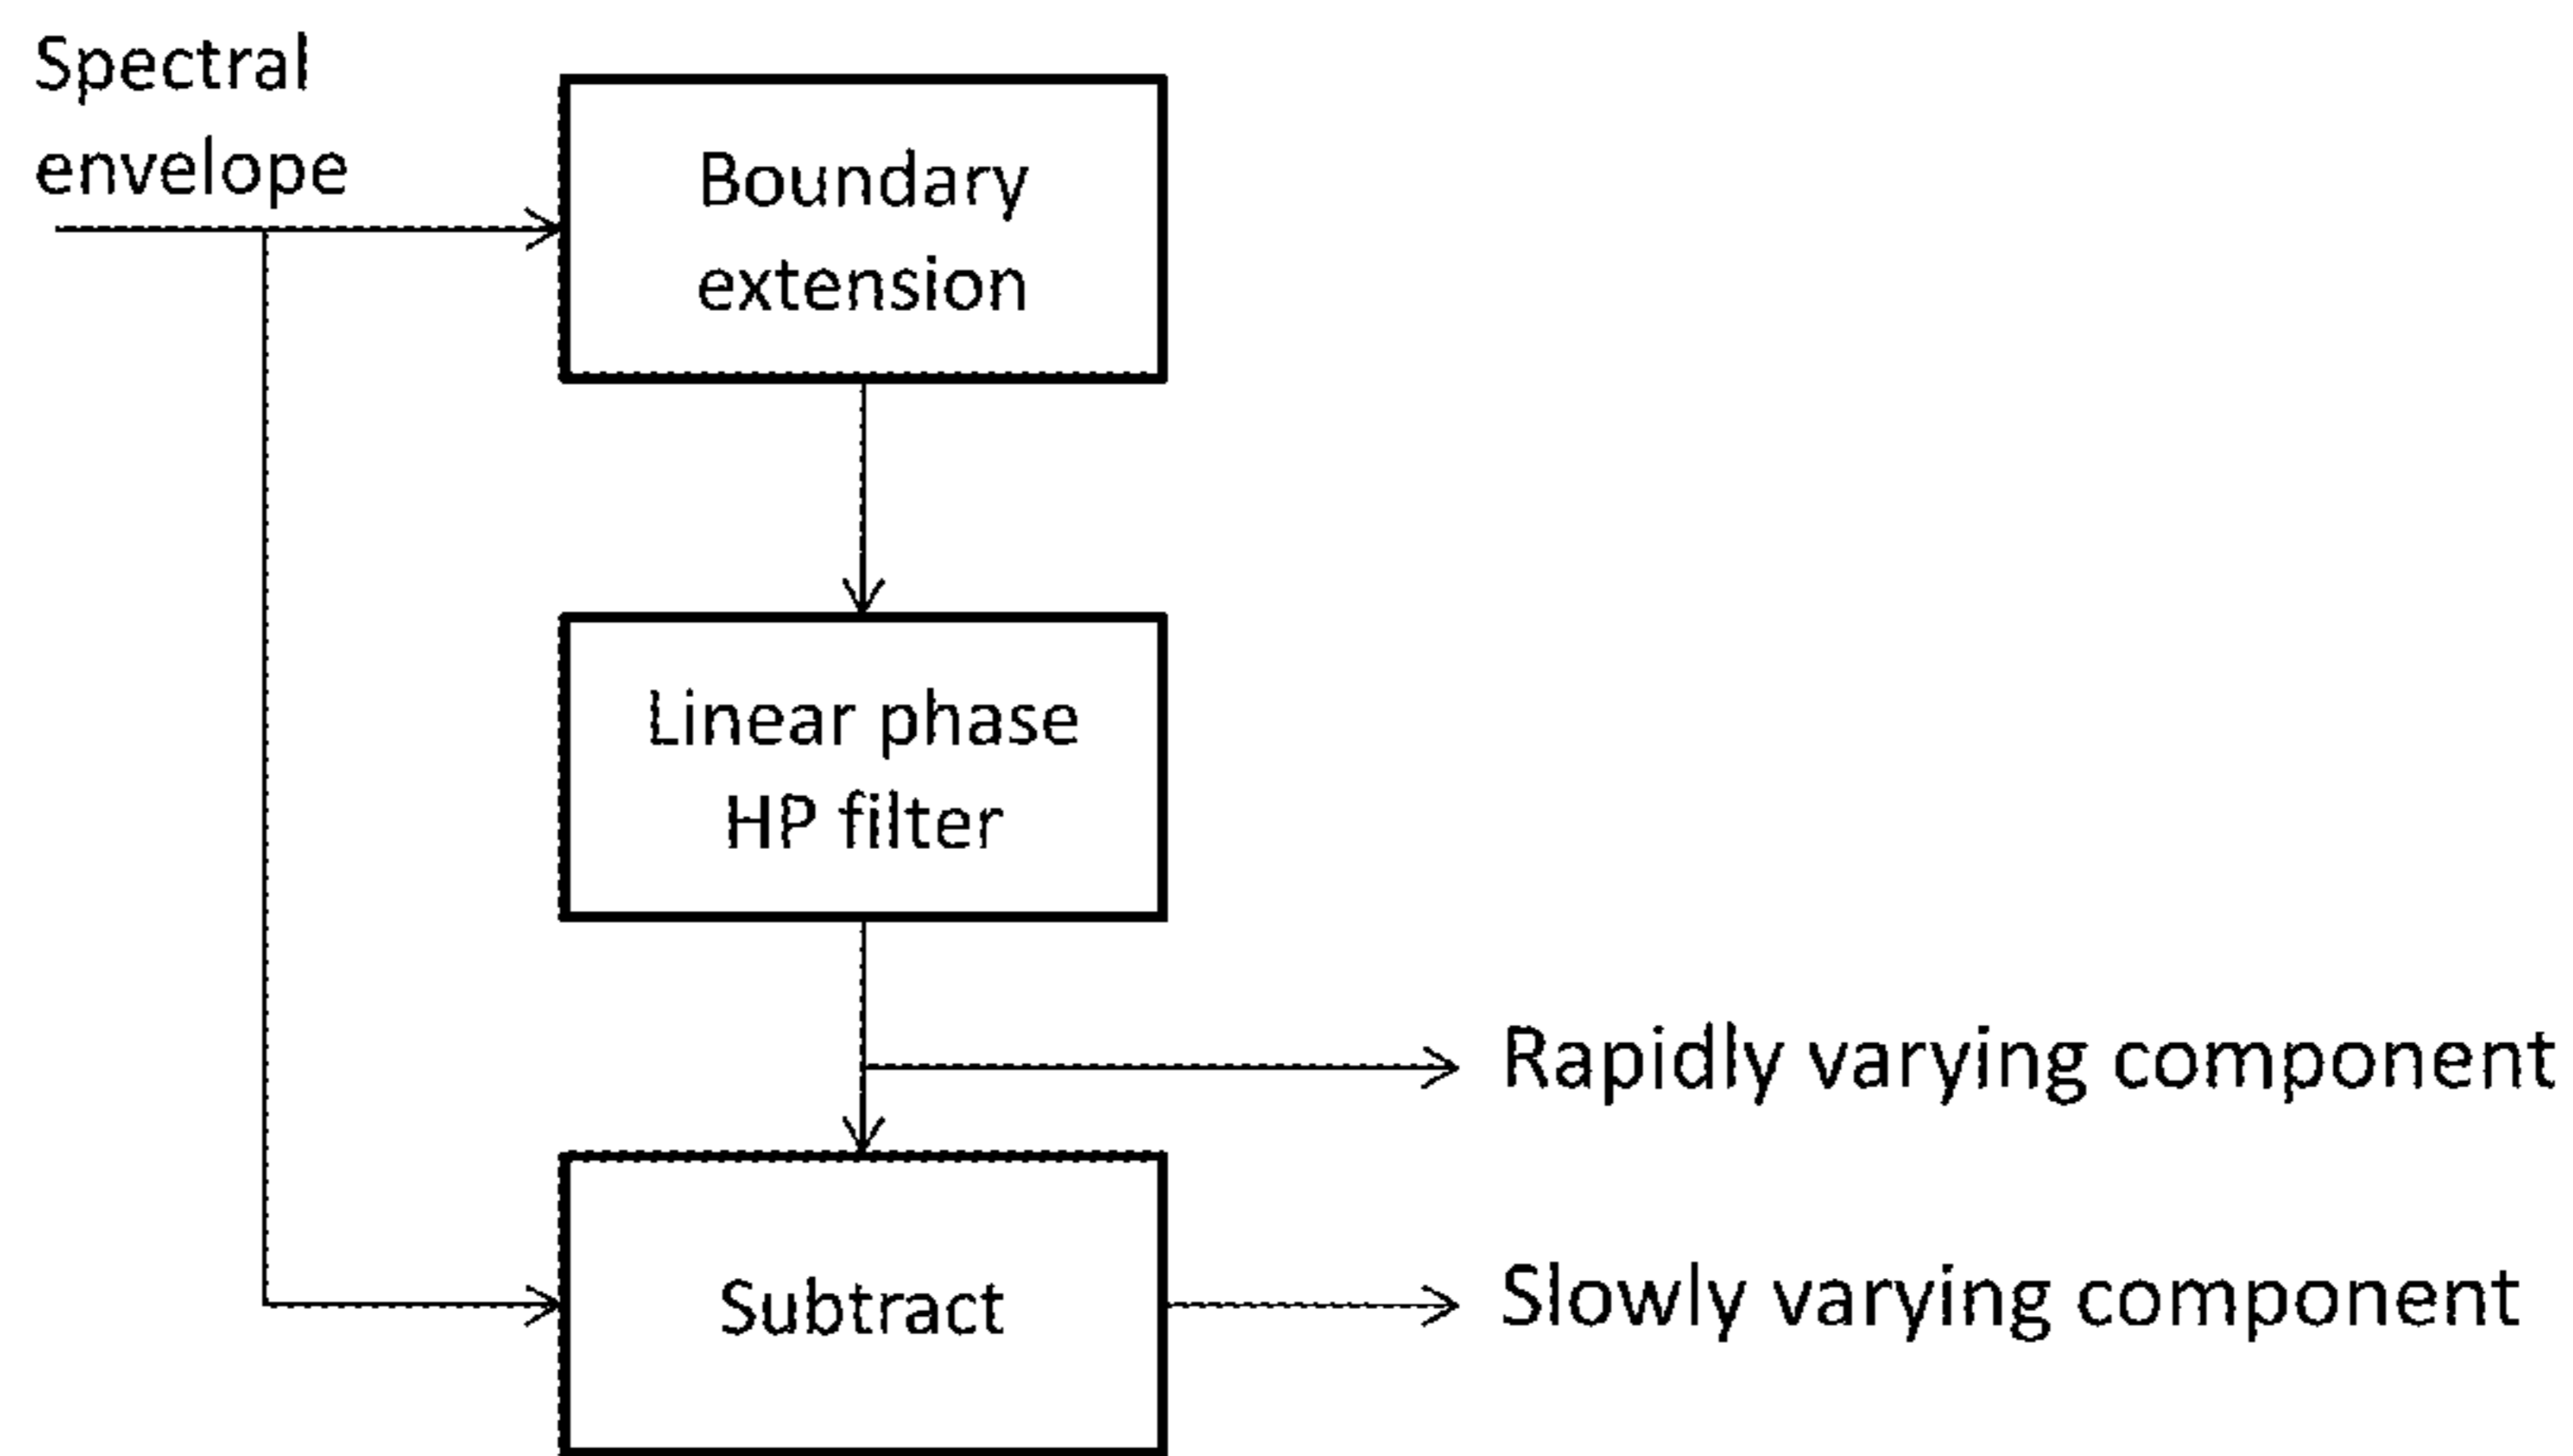 Spectral
envelope
Boundary
extension
Linear phase
HP filter
Rapidly varying component
Subtract
Slowly varying component